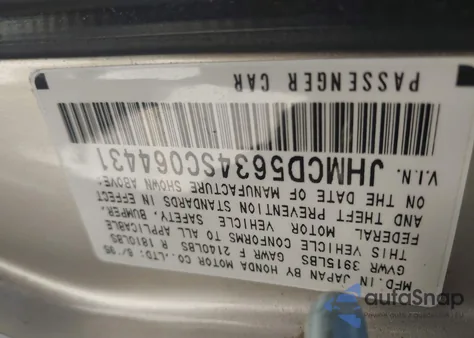 MFD. IN JAPAN BY HONDA MOTOR CO.,LTD: 6/'95
GVWR 3915LBS GAWR F 2140LBS R 1810LBS
THIS VEHICLE CONFORMS TO ALL APPLICABLE
FEDERAL MOTOR VEHICLE SAFETY, BUMPER,
AND THEFT PREVENTION STANDARDS IN EFFECT
ON THE DATE OF MANUFACTURE SHOWN ABOVE.
V.I.N. JHMCD5634SC064431
PASSENGER CAR
autoSnap